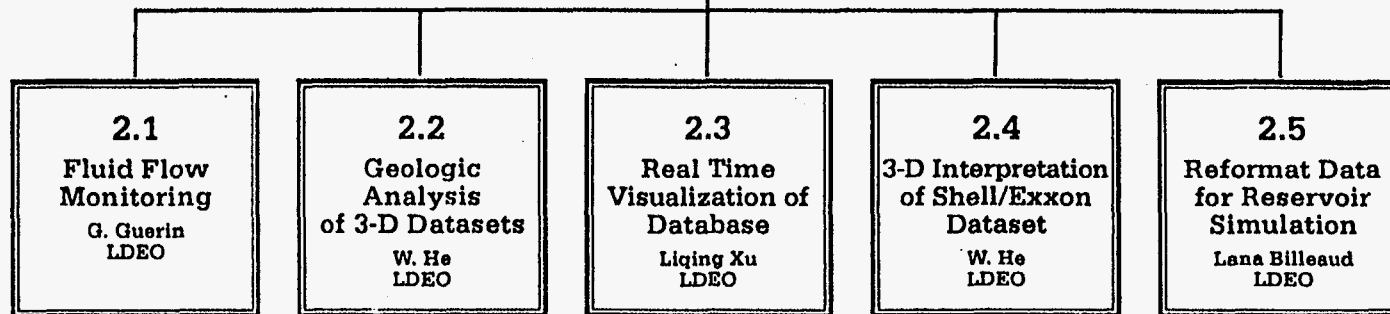 2.1
Fluid Flow
Monitoring
G. Guerin
LDEO
2.2
Geologic
Analysis
of 3-D Datasets
W. He
LDEO
2.3
Real Time
Visualization of
Database
Liqing Xu
LDEO
2.4
3-D Interpretation
of Shell/Exxon
Dataset
W. He
LDEO
2.5
Reformat Data
for Reservoir
Simulation
Lana Billeaud
LDEO